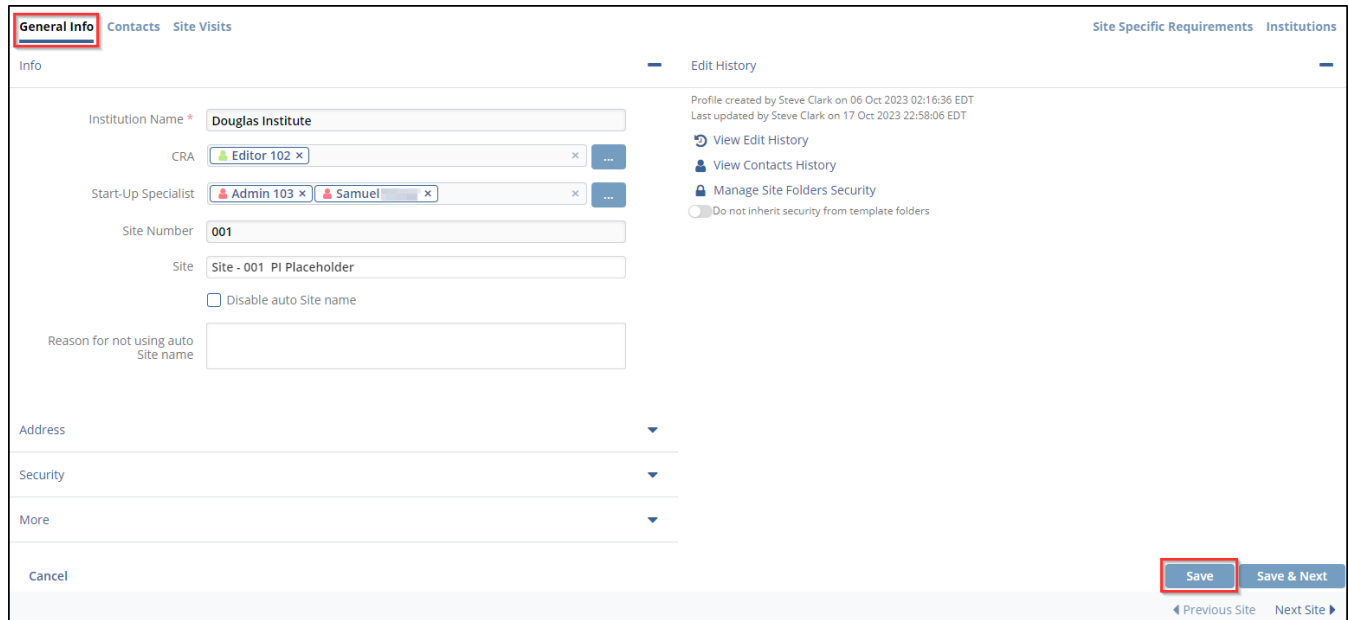 General Info Contacts Site Visits Site Specific Requirements Institutions
Info
Institution Name * Douglas Institute
CRA Editor 102 × × ...
Start-Up Specialist Admin 103 × Samuel × × ...
Site Number 001
Site Site - 001 PI Placeholder
Disable auto Site name
Reason for not using auto
Site name
Address
Security
More
Edit History
Profile created by Steve Clark on 06 Oct 2023 02:16:36 EDT
Last updated by Steve Clark on 17 Oct 2023 22:58:06 EDT
View Edit History
View Contacts History
Manage Site Folders Security
Do not inherit security from template folders
Cancel Save Save & Next
Previous Site Next Site